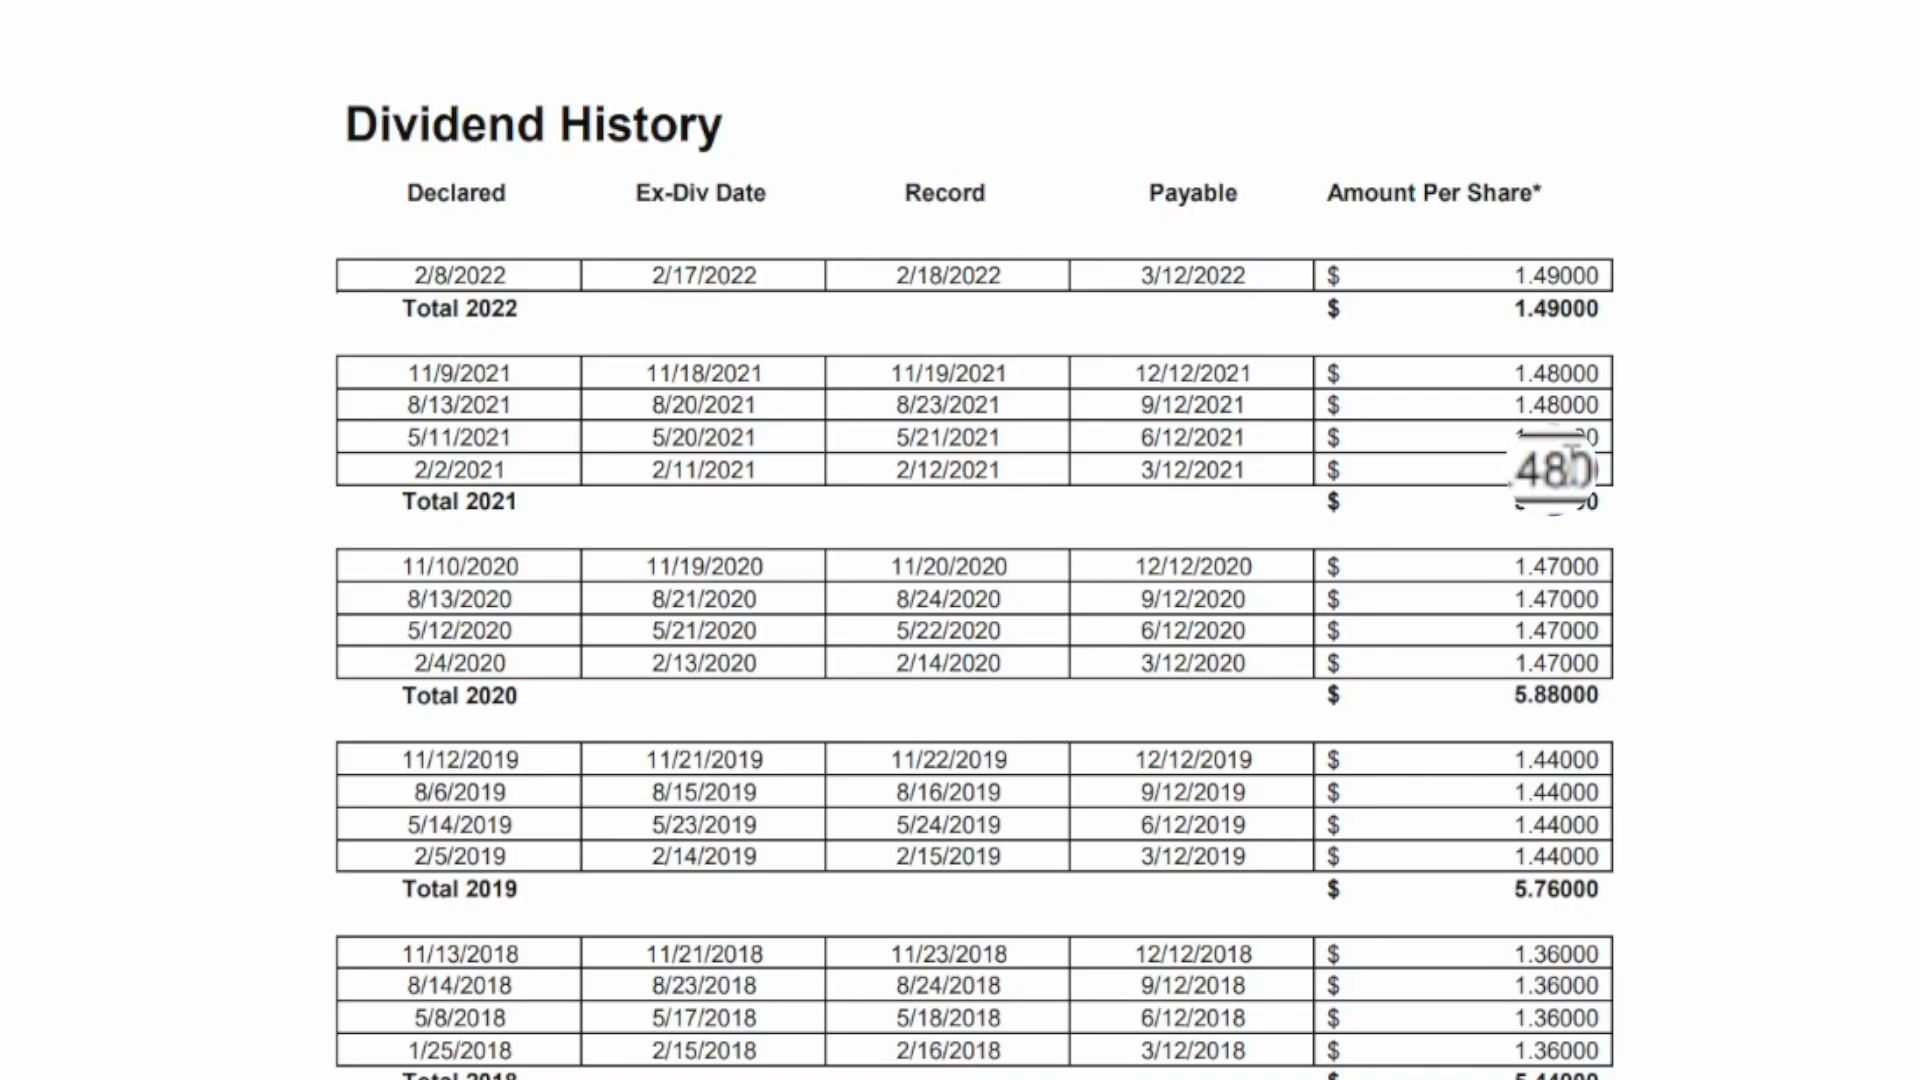 Dividend History
Declared Ex-Div Date Record Payable Amount Per Share*
2/8/2022 2/17/2022 2/18/2022 3/12/2022 $ 1.49000
Total 2022 $ 1.49000
11/9/2021 11/18/2021 11/19/2021 12/12/2021 $ 1.48000
8/13/2021 8/20/2021 8/23/2021 9/12/2021 $ 1.48000
5/11/2021 5/20/2021 5/21/2021 6/12/2021 $
2/2/2021 2/11/2021 2/12/2021 3/12/2021 $ .480
Total 2021 $
11/10/2020 11/19/2020 11/20/2020 12/12/2020 $ 1.47000
8/13/2020 8/21/2020 8/24/2020 9/12/2020 $ 1.47000
5/12/2020 5/21/2020 5/22/2020 6/12/2020 $ 1.47000
2/4/2020 2/13/2020 2/14/2020 3/12/2020 $ 1.47000
Total 2020 $ 5.88000
11/12/2019 11/21/2019 11/22/2019 12/12/2019 $ 1.44000
8/6/2019 8/15/2019 8/16/2019 9/12/2019 $ 1.44000
5/14/2019 5/23/2019 5/24/2019 6/12/2019 $ 1.44000
2/5/2019 2/14/2019 2/15/2019 3/12/2019 $ 1.44000
Total 2019 $ 5.76000
11/13/2018 11/21/2018 11/23/2018 12/12/2018 $ 1.36000
8/14/2018 8/23/2018 8/24/2018 9/12/2018 $ 1.36000
5/8/2018 5/17/2018 5/18/2018 6/12/2018 $ 1.36000
1/25/2018 2/15/2018 2/16/2018 3/12/2018 $ 1.36000
Total 2018 $ 5.44000